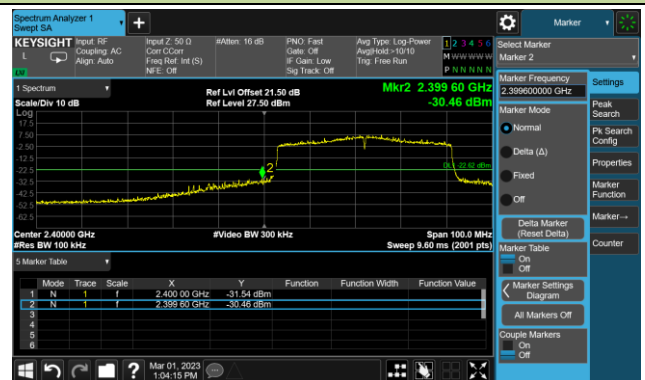 Spectrum Analyzer 1
Swept SA
Marker
KEYSIGHT
L
LV
Input: RF
Coupling: AC
Align: Auto
Input Z: 50 Ω
Corr CCorr
Freq Ref: Int (S)
NFE: Off
#Atten: 16 dB
PNO: Fast
Gate: Off
IF Gain: Low
Sig Track: Off
Avg Type: Log-Power
Avg|Hold:>10/10
Trig: Free Run
1 2 3 4 5 6
M W W W W W
P N N N N N
Select Marker
Marker 2
1 Spectrum
Scale/Div 10 dB
Log
Ref Lvl Offset 21.50 dB
Ref Level 27.50 dBm
Mkr2 2.399 60 GHz
-30.46 dBm
17.5
7.50
-2.50
-12.5
-22.5
-32.5
-42.5
-52.5
-62.5
2
DL1 -22.62 dBm
Center 2.40000 GHz
#Res BW 100 kHz
#Video BW 300 kHz
Span 100.0 MHz
Sweep 9.60 ms (2001 pts)
5 Marker Table
Mode Trace Scale X Y Function Function Width Function Value
1 N 1 f 2.400 00 GHz -31.54 dBm
2 N 1 f 2.399 60 GHz -30.46 dBm
3
4
5
6
Marker Frequency
2.399600000 GHz
Marker Mode
Normal
Delta (Δ)
Fixed
Off
Delta Marker
(Reset Delta)
Marker Table
On
Off
Marker Settings
Diagram
All Markers Off
Couple Markers
On
Off
Settings
Peak
Search
Pk Search
Config
Properties
Marker
Function
Marker→
Counter
?
Mar 01, 2023
1:04:15 PM